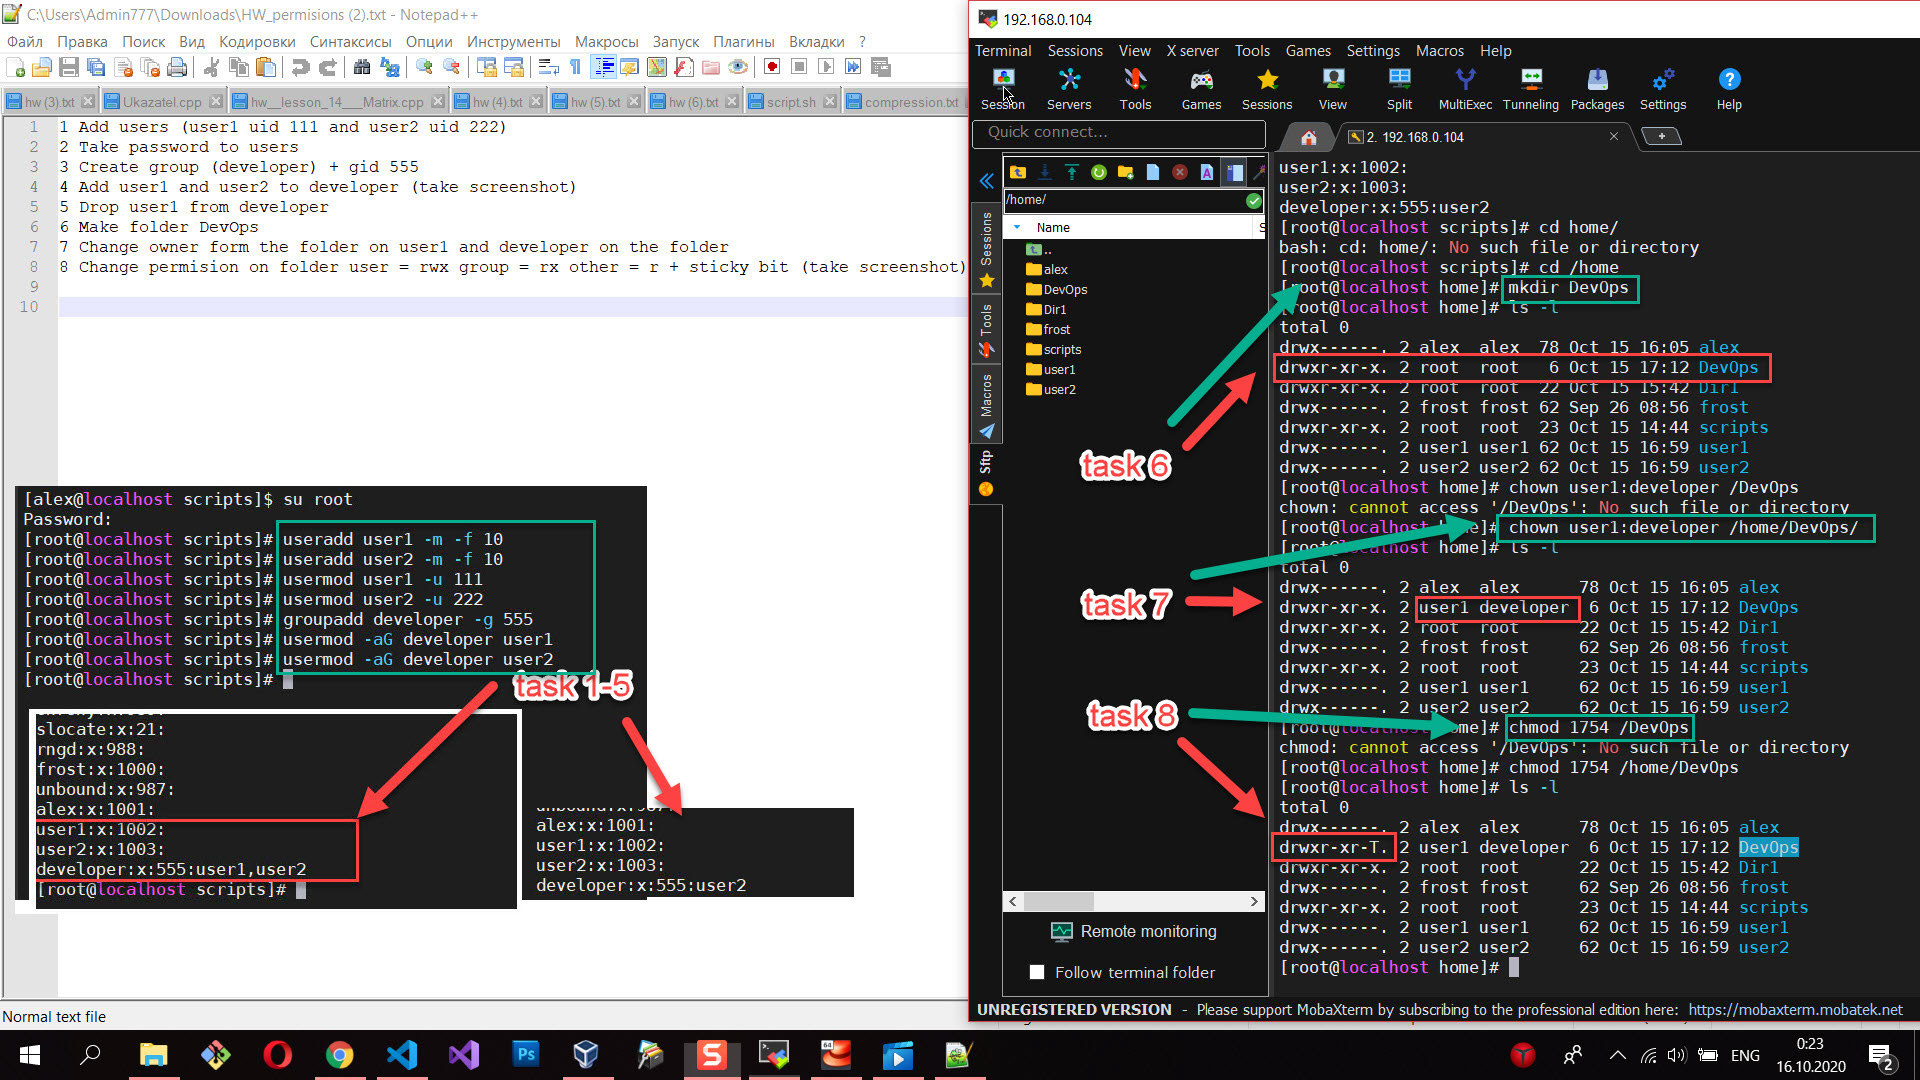 C:\Users\Admin777\Downloads\HW_permisions (2).txt - Notepad++
Файл Правка Поиск Вид Кодировки Синтаксисы Опции Инструменты Макросы Запуск Плагины Вкладки ?
hw (3).txt Ukazatel.cpp hw__lesson_14___Matrix.cpp hw (4).txt hw (5).txt hw (6).txt script.sh compression.txt
1 1 Add users (user1 uid 111 and user2 uid 222)
2 2 Take password to users
3 3 Create group (developer) + gid 555
4 4 Add user1 and user2 to developer (take screenshot)
5 5 Drop user1 from developer
6 6 Make folder DevOps
7 7 Change owner form the folder on user1 and developer on the folder
8 8 Change permision on folder user = rwx group = rx other = r + sticky bit (take screenshot)
9
10
[alex@localhost scripts]$ su root
Password:
[root@localhost scripts]# useradd user1 -m -f 10
[root@localhost scripts]# useradd user2 -m -f 10
[root@localhost scripts]# usermod user1 -u 111
[root@localhost scripts]# usermod user2 -u 222
[root@localhost scripts]# groupadd developer -g 555
[root@localhost scripts]# usermod -aG developer user1
[root@localhost scripts]# usermod -aG developer user2
[root@localhost scripts]#
task 1-5
slocate:x:21:
rngd:x:988:
frost:x:1000:
unbound:x:987:
alex:x:1001:
user1:x:1002:
user2:x:1003:
developer:x:555:user1,user2
[root@localhost scripts]#
unbound:x:987:
alex:x:1001:
user1:x:1002:
user2:x:1003:
developer:x:555:user2
Normal text file
192.168.0.104
Terminal Sessions View X server Tools Games Settings Macros Help
Session Servers Tools Games Sessions View Split MultiExec Tunneling Packages Settings Help
Quick connect...
2. 192.168.0.104
/home/
Name S
..
alex
DevOps
Dir1
frost
scripts
user1
user2
Sessions
Tools
Macros
Sftp
task 6
task 7
task 8
Remote monitoring
Follow terminal folder
user1:x:1002:
user2:x:1003:
developer:x:555:user2
[root@localhost scripts]# cd home/
bash: cd: home/: No such file or directory
[root@localhost scripts]# cd /home
[root@localhost home]# mkdir DevOps
[root@localhost home]# ls -l
total 0
drwx------. 2 alex alex 78 Oct 15 16:05 alex
drwxr-xr-x. 2 root root 6 Oct 15 17:12 DevOps
drwxr-xr-x. 2 root root 22 Oct 15 15:42 Dir1
drwx------. 2 frost frost 62 Sep 26 08:56 frost
drwxr-xr-x. 2 root root 23 Oct 15 14:44 scripts
drwx------. 2 user1 user1 62 Oct 15 16:59 user1
drwx------. 2 user2 user2 62 Oct 15 16:59 user2
[root@localhost home]# chown user1:developer /DevOps
chown: cannot access '/DevOps': No such file or directory
[root@localhost home]# chown user1:developer /home/DevOps/
[root@localhost home]# ls -l
total 0
drwx------. 2 alex alex 78 Oct 15 16:05 alex
drwxr-xr-x. 2 user1 developer 6 Oct 15 17:12 DevOps
drwxr-xr-x. 2 root root 22 Oct 15 15:42 Dir1
drwx------. 2 frost frost 62 Sep 26 08:56 frost
drwxr-xr-x. 2 root root 23 Oct 15 14:44 scripts
drwx------. 2 user1 user1 62 Oct 15 16:59 user1
drwx------. 2 user2 user2 62 Oct 15 16:59 user2
[root@localhost home]# chmod 1754 /DevOps
chmod: cannot access '/DevOps': No such file or directory
[root@localhost home]# chmod 1754 /home/DevOps
[root@localhost home]# ls -l
total 0
drwx------. 2 alex alex 78 Oct 15 16:05 alex
drwxr-xr-T. 2 user1 developer 6 Oct 15 17:12 DevOps
drwxr-xr-x. 2 root root 22 Oct 15 15:42 Dir1
drwx------. 2 frost frost 62 Sep 26 08:56 frost
drwxr-xr-x. 2 root root 23 Oct 15 14:44 scripts
drwx------. 2 user1 user1 62 Oct 15 16:59 user1
drwx------. 2 user2 user2 62 Oct 15 16:59 user2
[root@localhost home]#
UNREGISTERED VERSION - Please support MobaXterm by subscribing to the professional edition here: https://mobaxterm.mobatek.net
ENG
0:23
16.10.2020
2